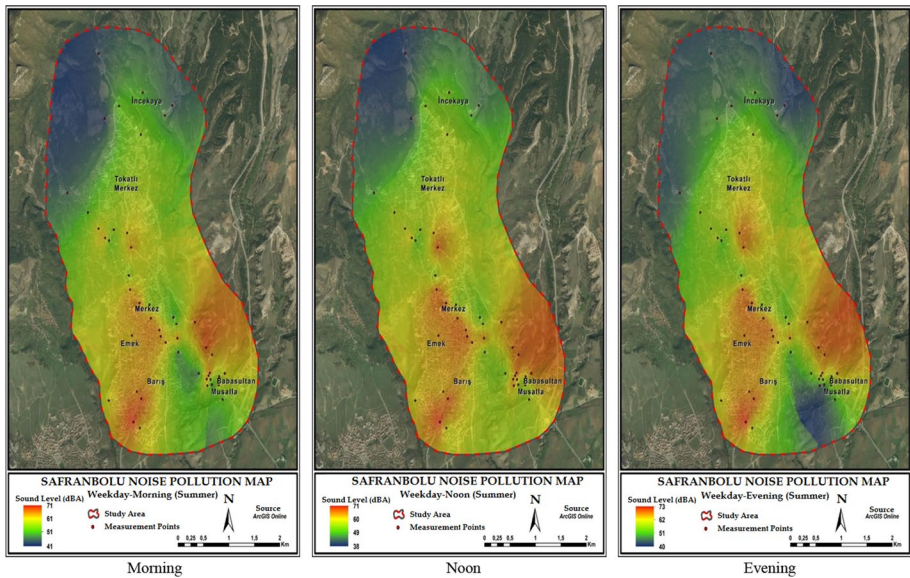 İncekaya
Tokatlı
Merkez
Merkez
Emek
Barış
Babasultan
Musalla
SAFRANBOLU NOISE POLLUTION MAP
Weekday-Morning (Summer)
Sound Level (dBA)
71
61
51
41
Study Area
Measurement Points
N
Source
ArcGIS Online
0 0,25 0,5 1 1,5 2
Km
Morning
İncekaya
Tokatlı
Merkez
Merkez
Emek
Barış
Babasultan
Musalla
SAFRANBOLU NOISE POLLUTION MAP
Weekday-Noon (Summer)
Sound Level (dBA)
71
60
50
38
Study Area
Measurement Points
N
Source
ArcGIS Online
0 0,25 0,5 1 1,5 2
Km
Noon
İncekaya
Tokatlı
Merkez
Merkez
Emek
Barış
Babasultan
Musalla
SAFRANBOLU NOISE POLLUTION MAP
Weekday-Evening (Summer)
Sound Level (dBA)
73
60
50
40
Study Area
Measurement Points
N
Source
ArcGIS Online
0 0,25 0,5 1 1,5 2
Km
Evening